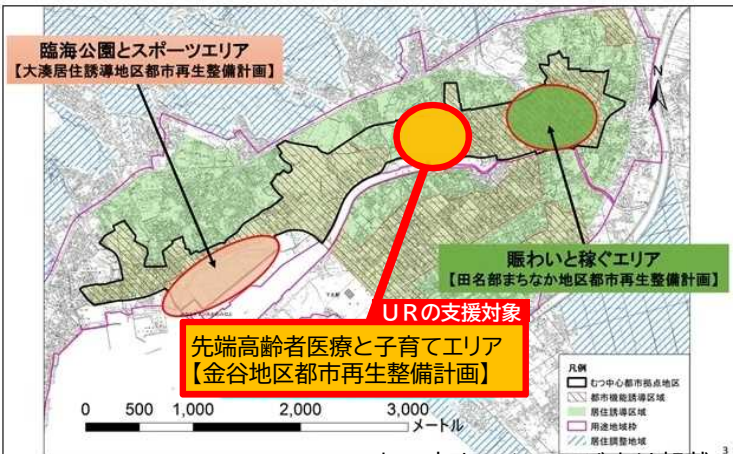 臨海公園とスポーツエリア
【大湊居住誘導地区都市再生整備計画】
N
賑わいと稼ぐエリア
【田名部まちなか地区都市再生整備計画】
URの支援対象
先端高齢者医療と子育てエリア
【金谷地区都市再生整備計画】
凡例
むつ中心都市拠点地区
都市機能誘導区域
居住誘導区域
用途地域枠
居住調整地域
0 500 1,000 2,000 3,000
メートル
3